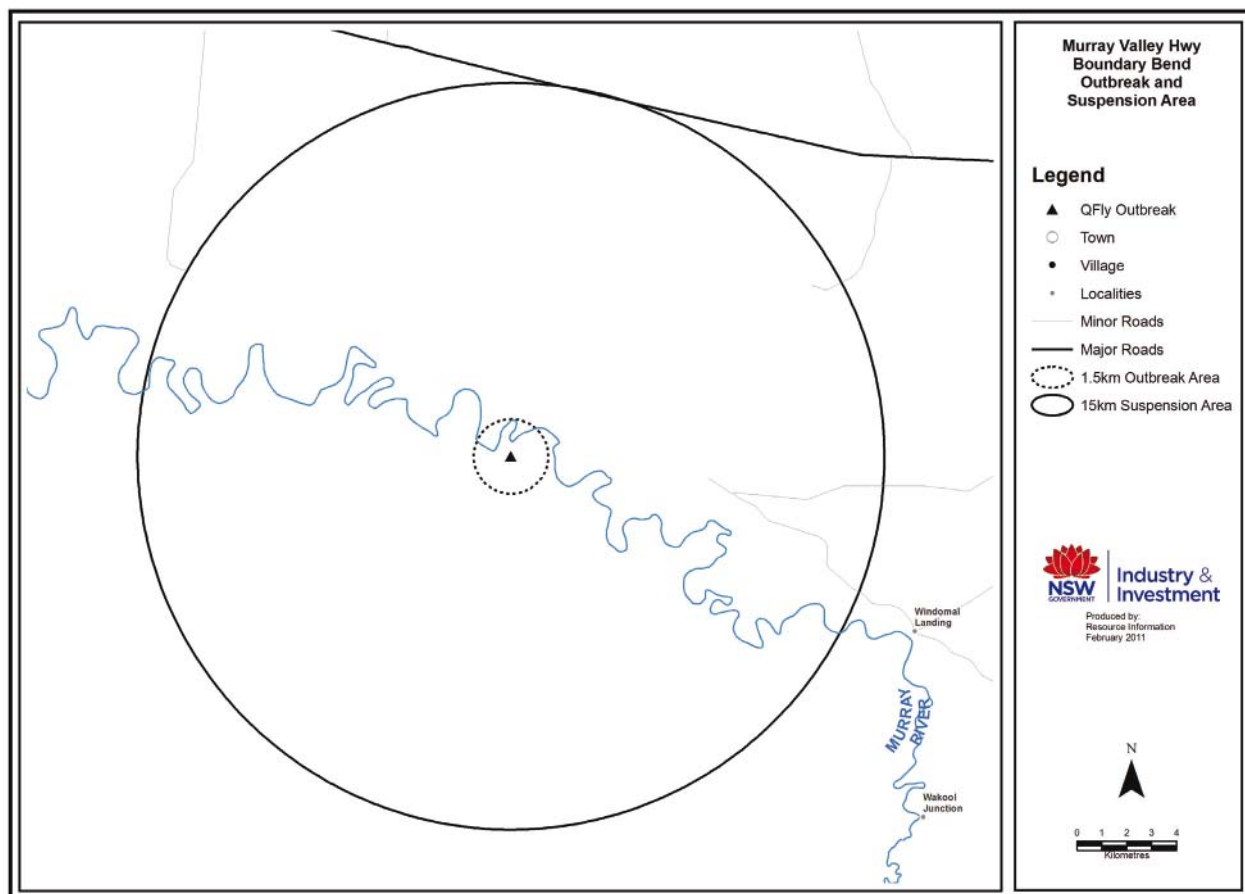 Murray Valley Hwy
Boundary Bend
Outbreak and
Suspension Area
Legend
QFly Outbreak
Town
Village
Localities
Minor Roads
Major Roads
1.5km Outbreak Area
15km Suspension Area
NSW
GOVERNMENT
Industry &
Investment
Produced by:
Resource Information
February 2011
Windomal
Landing
MURRAY
RIVER
Wakool
Junction
N
0 1 2 3 4
Kilometres